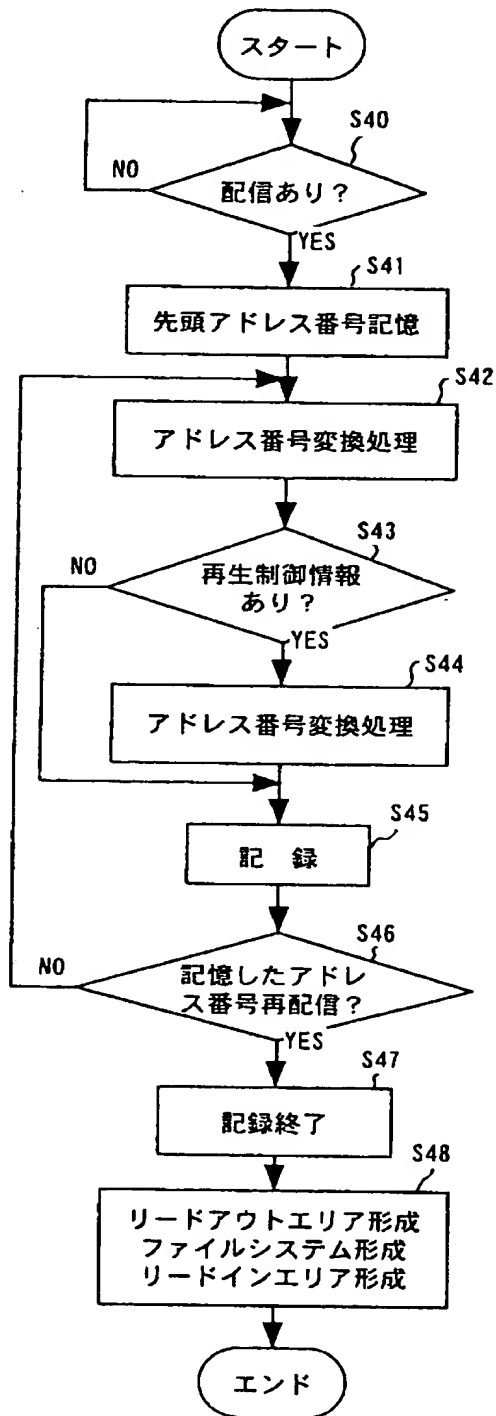 スタート
S40
NO
配信あり？
YES
S41
先頭アドレス番号記憶
S42
アドレス番号変換処理
S43
NO
再生制御情報
あり？
YES
S44
アドレス番号変換処理
S45
記 録
S46
NO
記憶したアドレ
ス番号再配信？
YES
S47
記録終了
S48
リードアウトエリア形成
ファイルシステム形成
リードインエリア形成
エンド